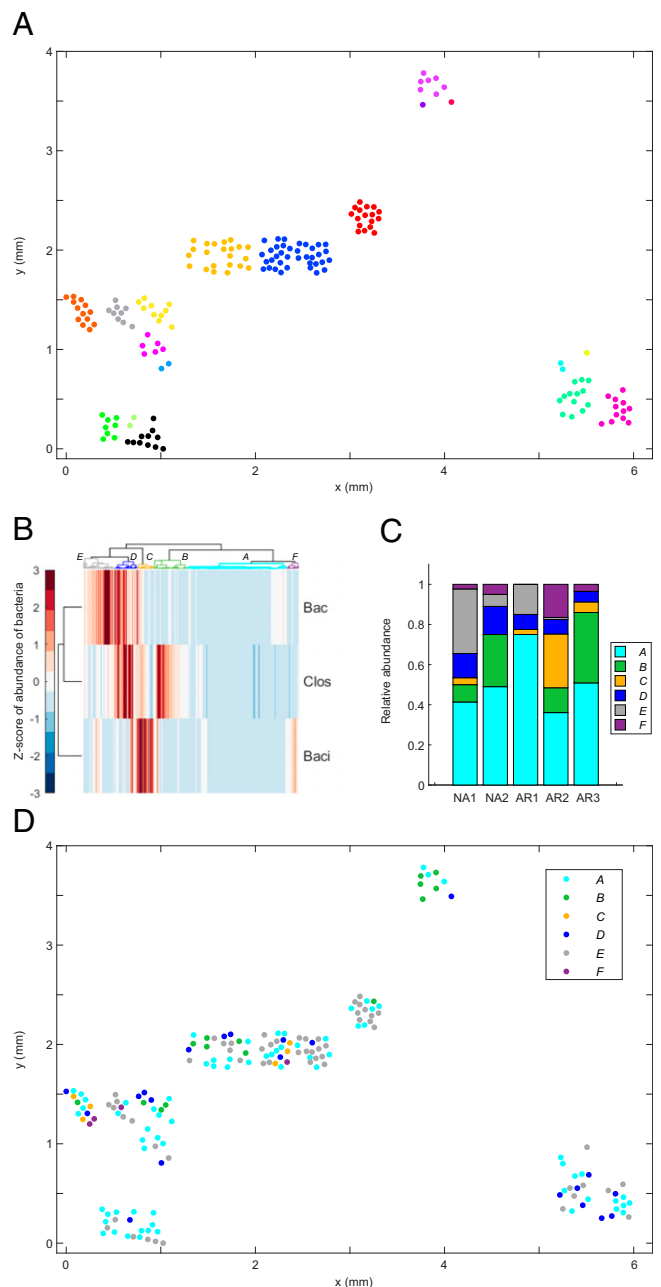 A
4
3
2
1
0
y (mm)
0
2
4
6
x (mm)
B
E
D
C
B
A
F
3
2
1
0
-1
-2
-3
Z-score of abundance of bacteria
Bac
Clos
Baci
C
1
0.8
0.6
0.4
0.2
0
Relative abundance
NA1 NA2 AR1 AR2 AR3
A
B
C
D
E
F
D
4
3
2
1
0
y (mm)
A
B
C
D
E
F
0
2
4
6
x (mm)